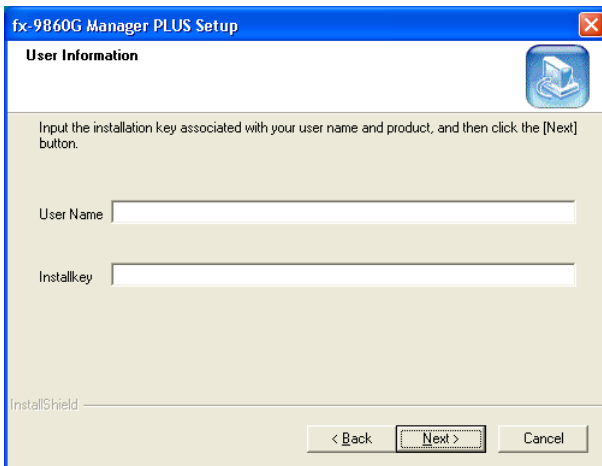 fx-9860G Manager PLUS Setup
User Information
Input the installation key associated with your user name and product, and then click the [Next]
button.
User Name
Installkey
InstallShield
< Back
Next >
Cancel